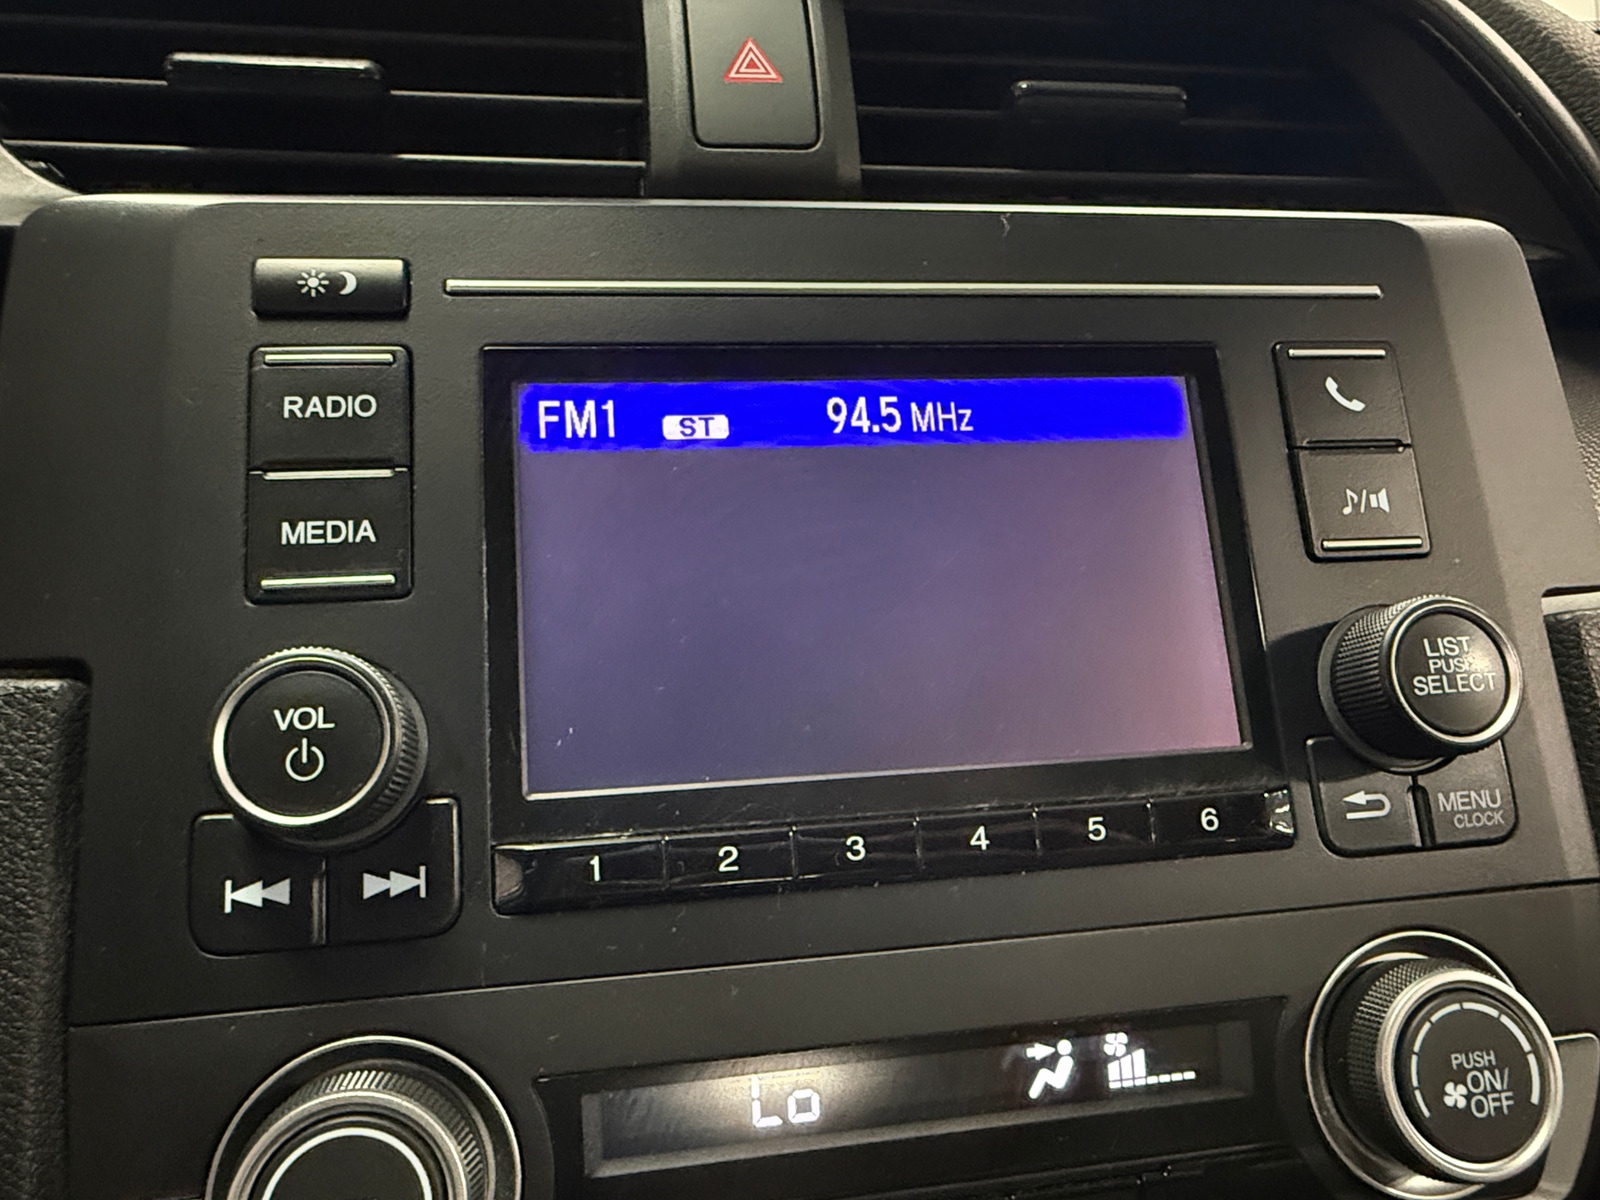 RADIO
MEDIA
FM1 ST 94.5 MHz
VOL
LIST
PUSH
SELECT
MENU
CLOCK
1 2 3 4 5 6
Lo
PUSH
ON/
OFF